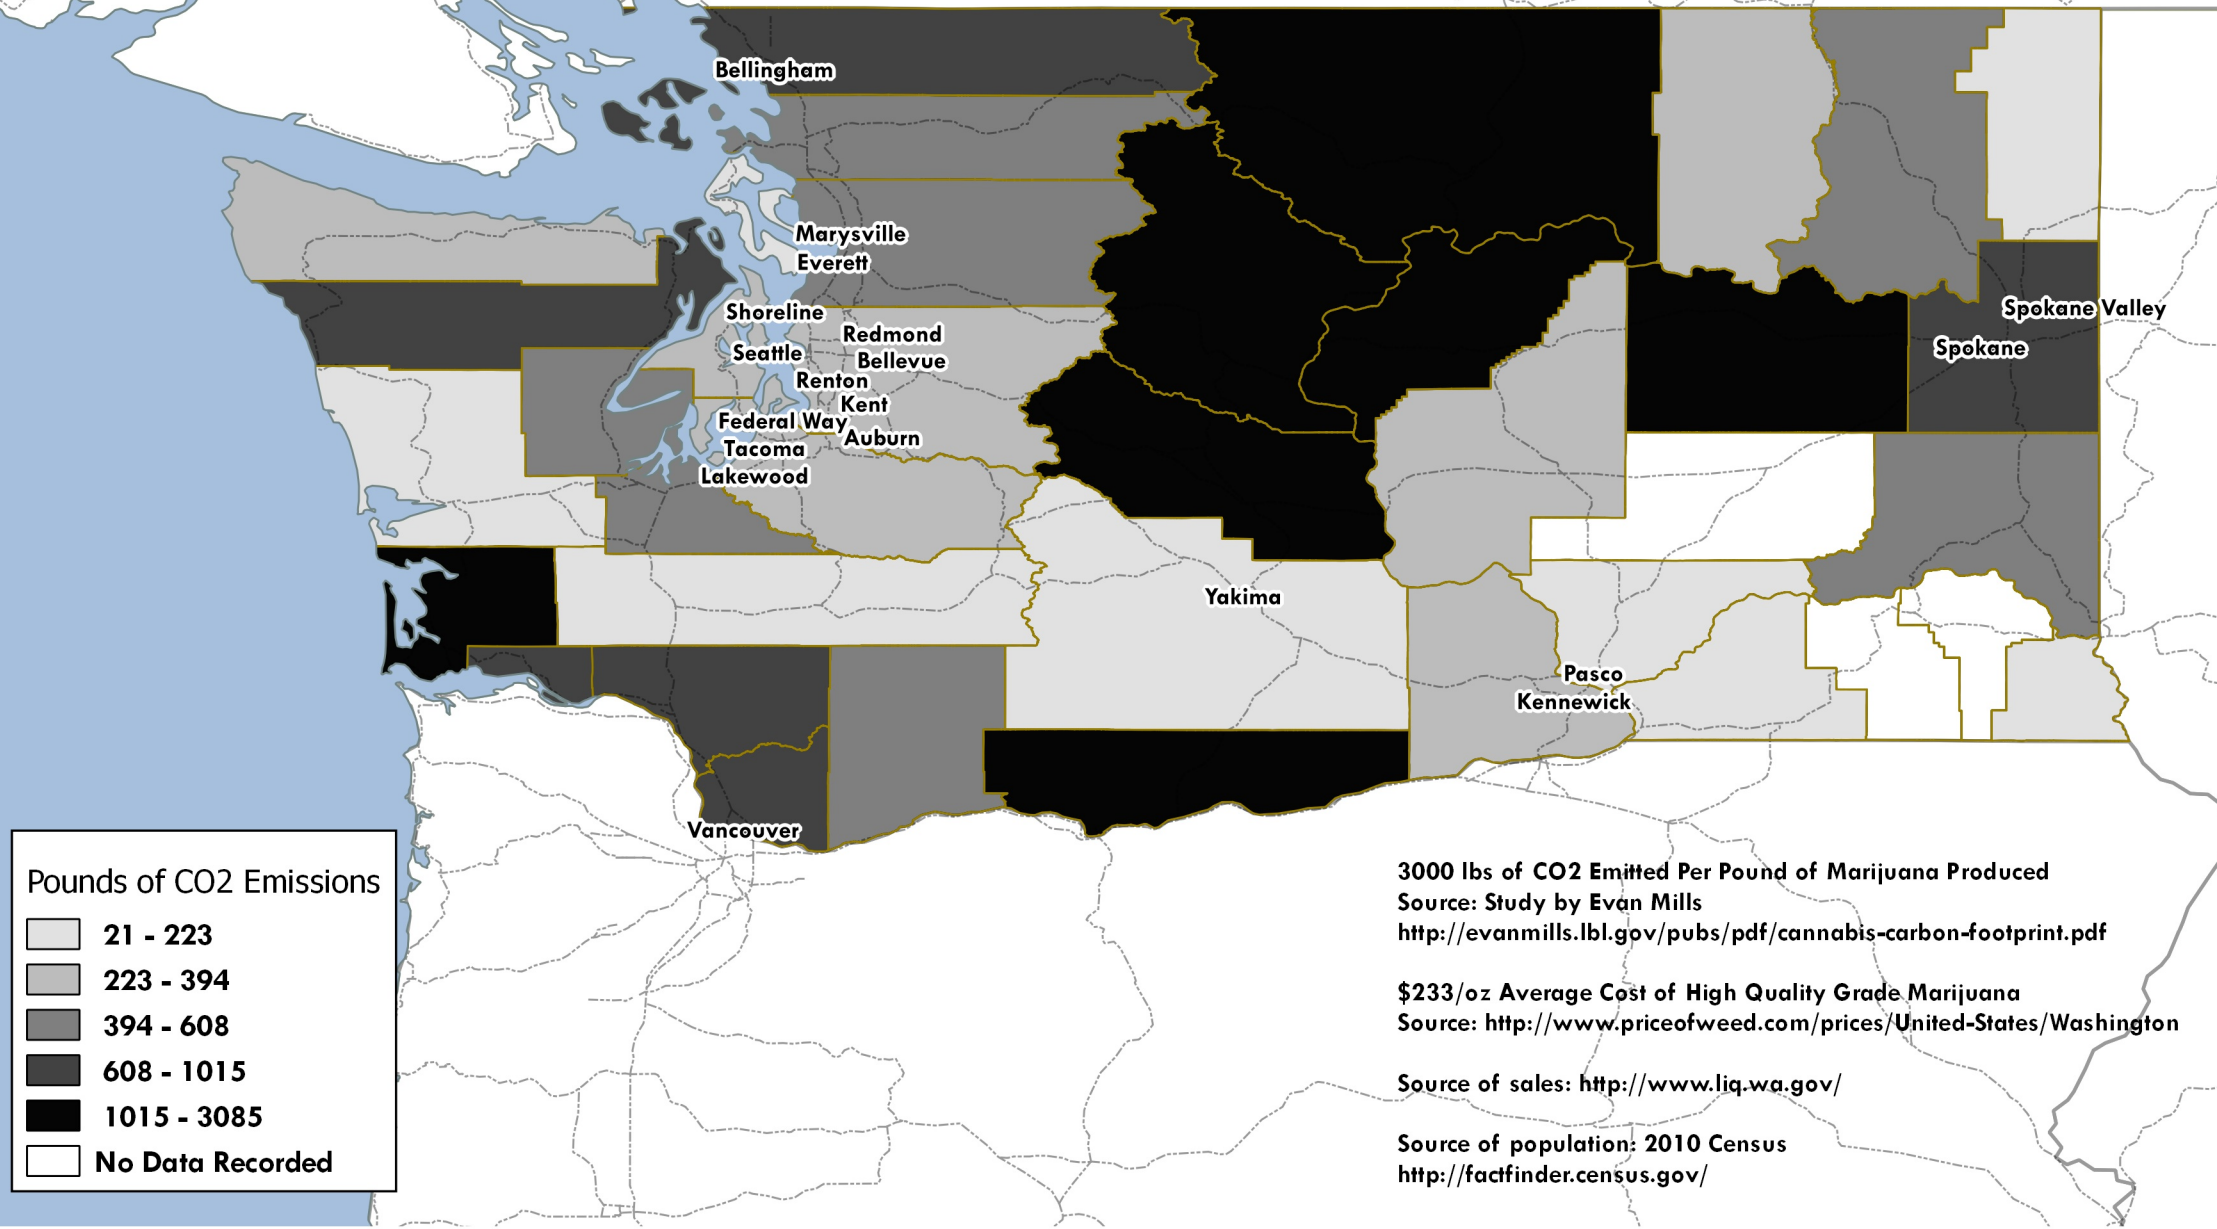 Bellingham
Marysville
Everett
Shoreline
Redmond
Seattle
Bellevue
Renton
Kent
Federal Way
Auburn
Tacoma
Lakewood
Spokane Valley
Spokane
Yakima
Pasco
Kennewick
Vancouver
Pounds of CO2 Emissions
21 - 223
223 - 394
394 - 608
608 - 1015
1015 - 3085
No Data Recorded
3000 lbs of CO2 Emitted Per Pound of Marijuana Produced
Source: Study by Evan Mills
http://evanmills.lbl.gov/pubs/pdf/cannabis-carbon-footprint.pdf
$233/oz Average Cost of High Quality Grade Marijuana
Source: http://www.priceofweed.com/prices/United-States/Washington
Source of sales: http://www.liq.wa.gov/
Source of population: 2010 Census
http://factfinder.census.gov/